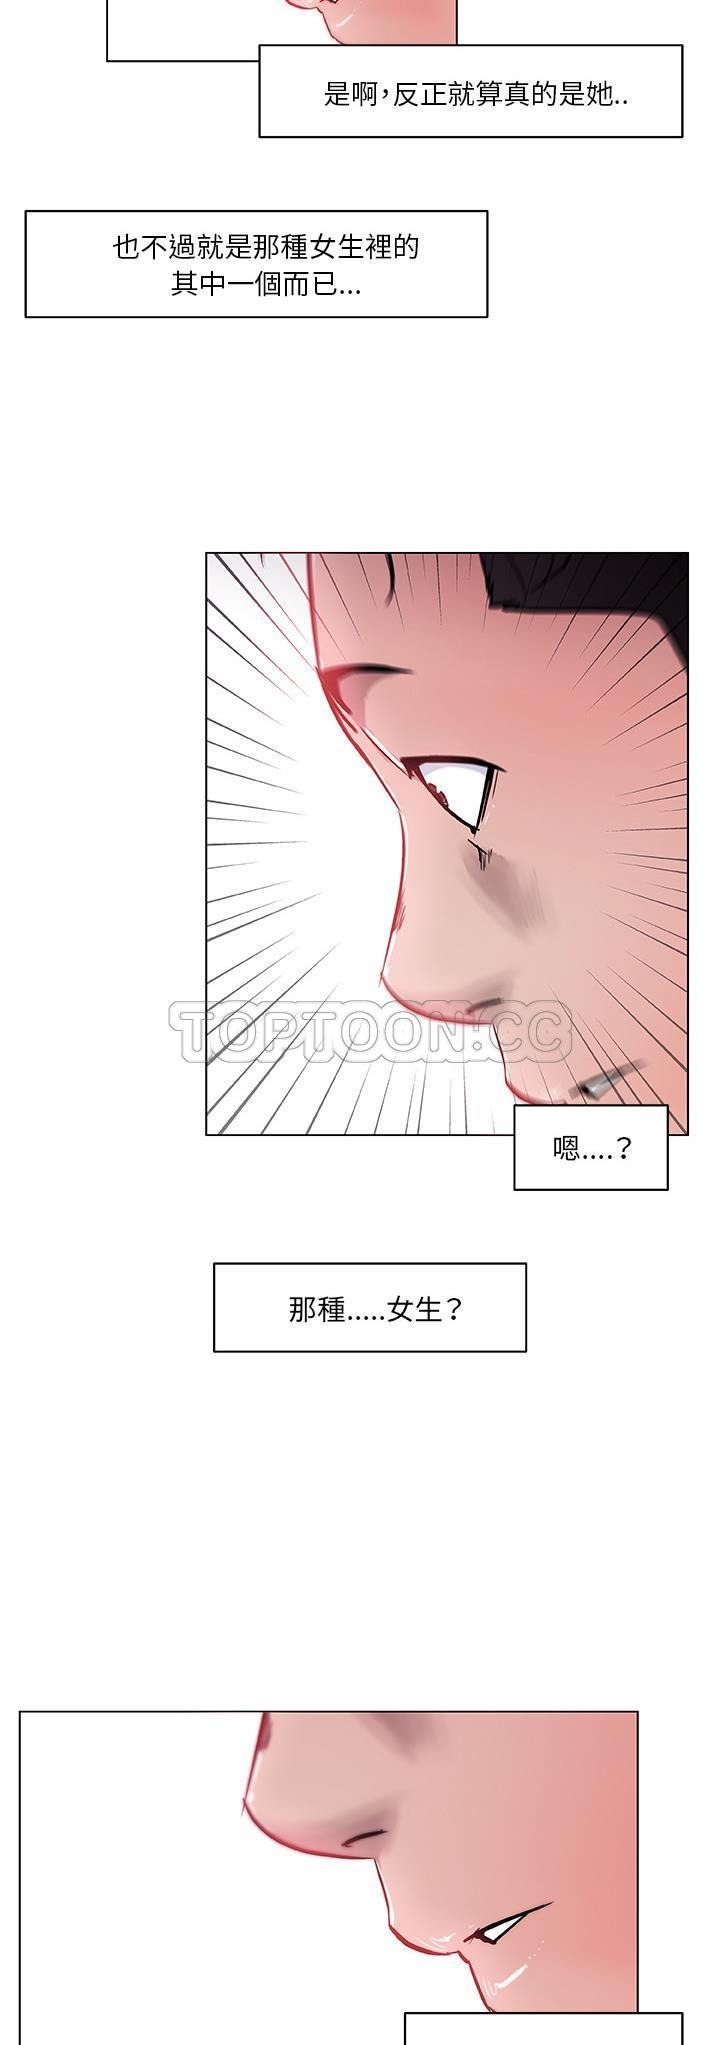 是啊，反正就算真的是她..
也不過就是那種女生裡的
其中一個而已...
TOPTOON.CC
嗯....？
那種.....女生？